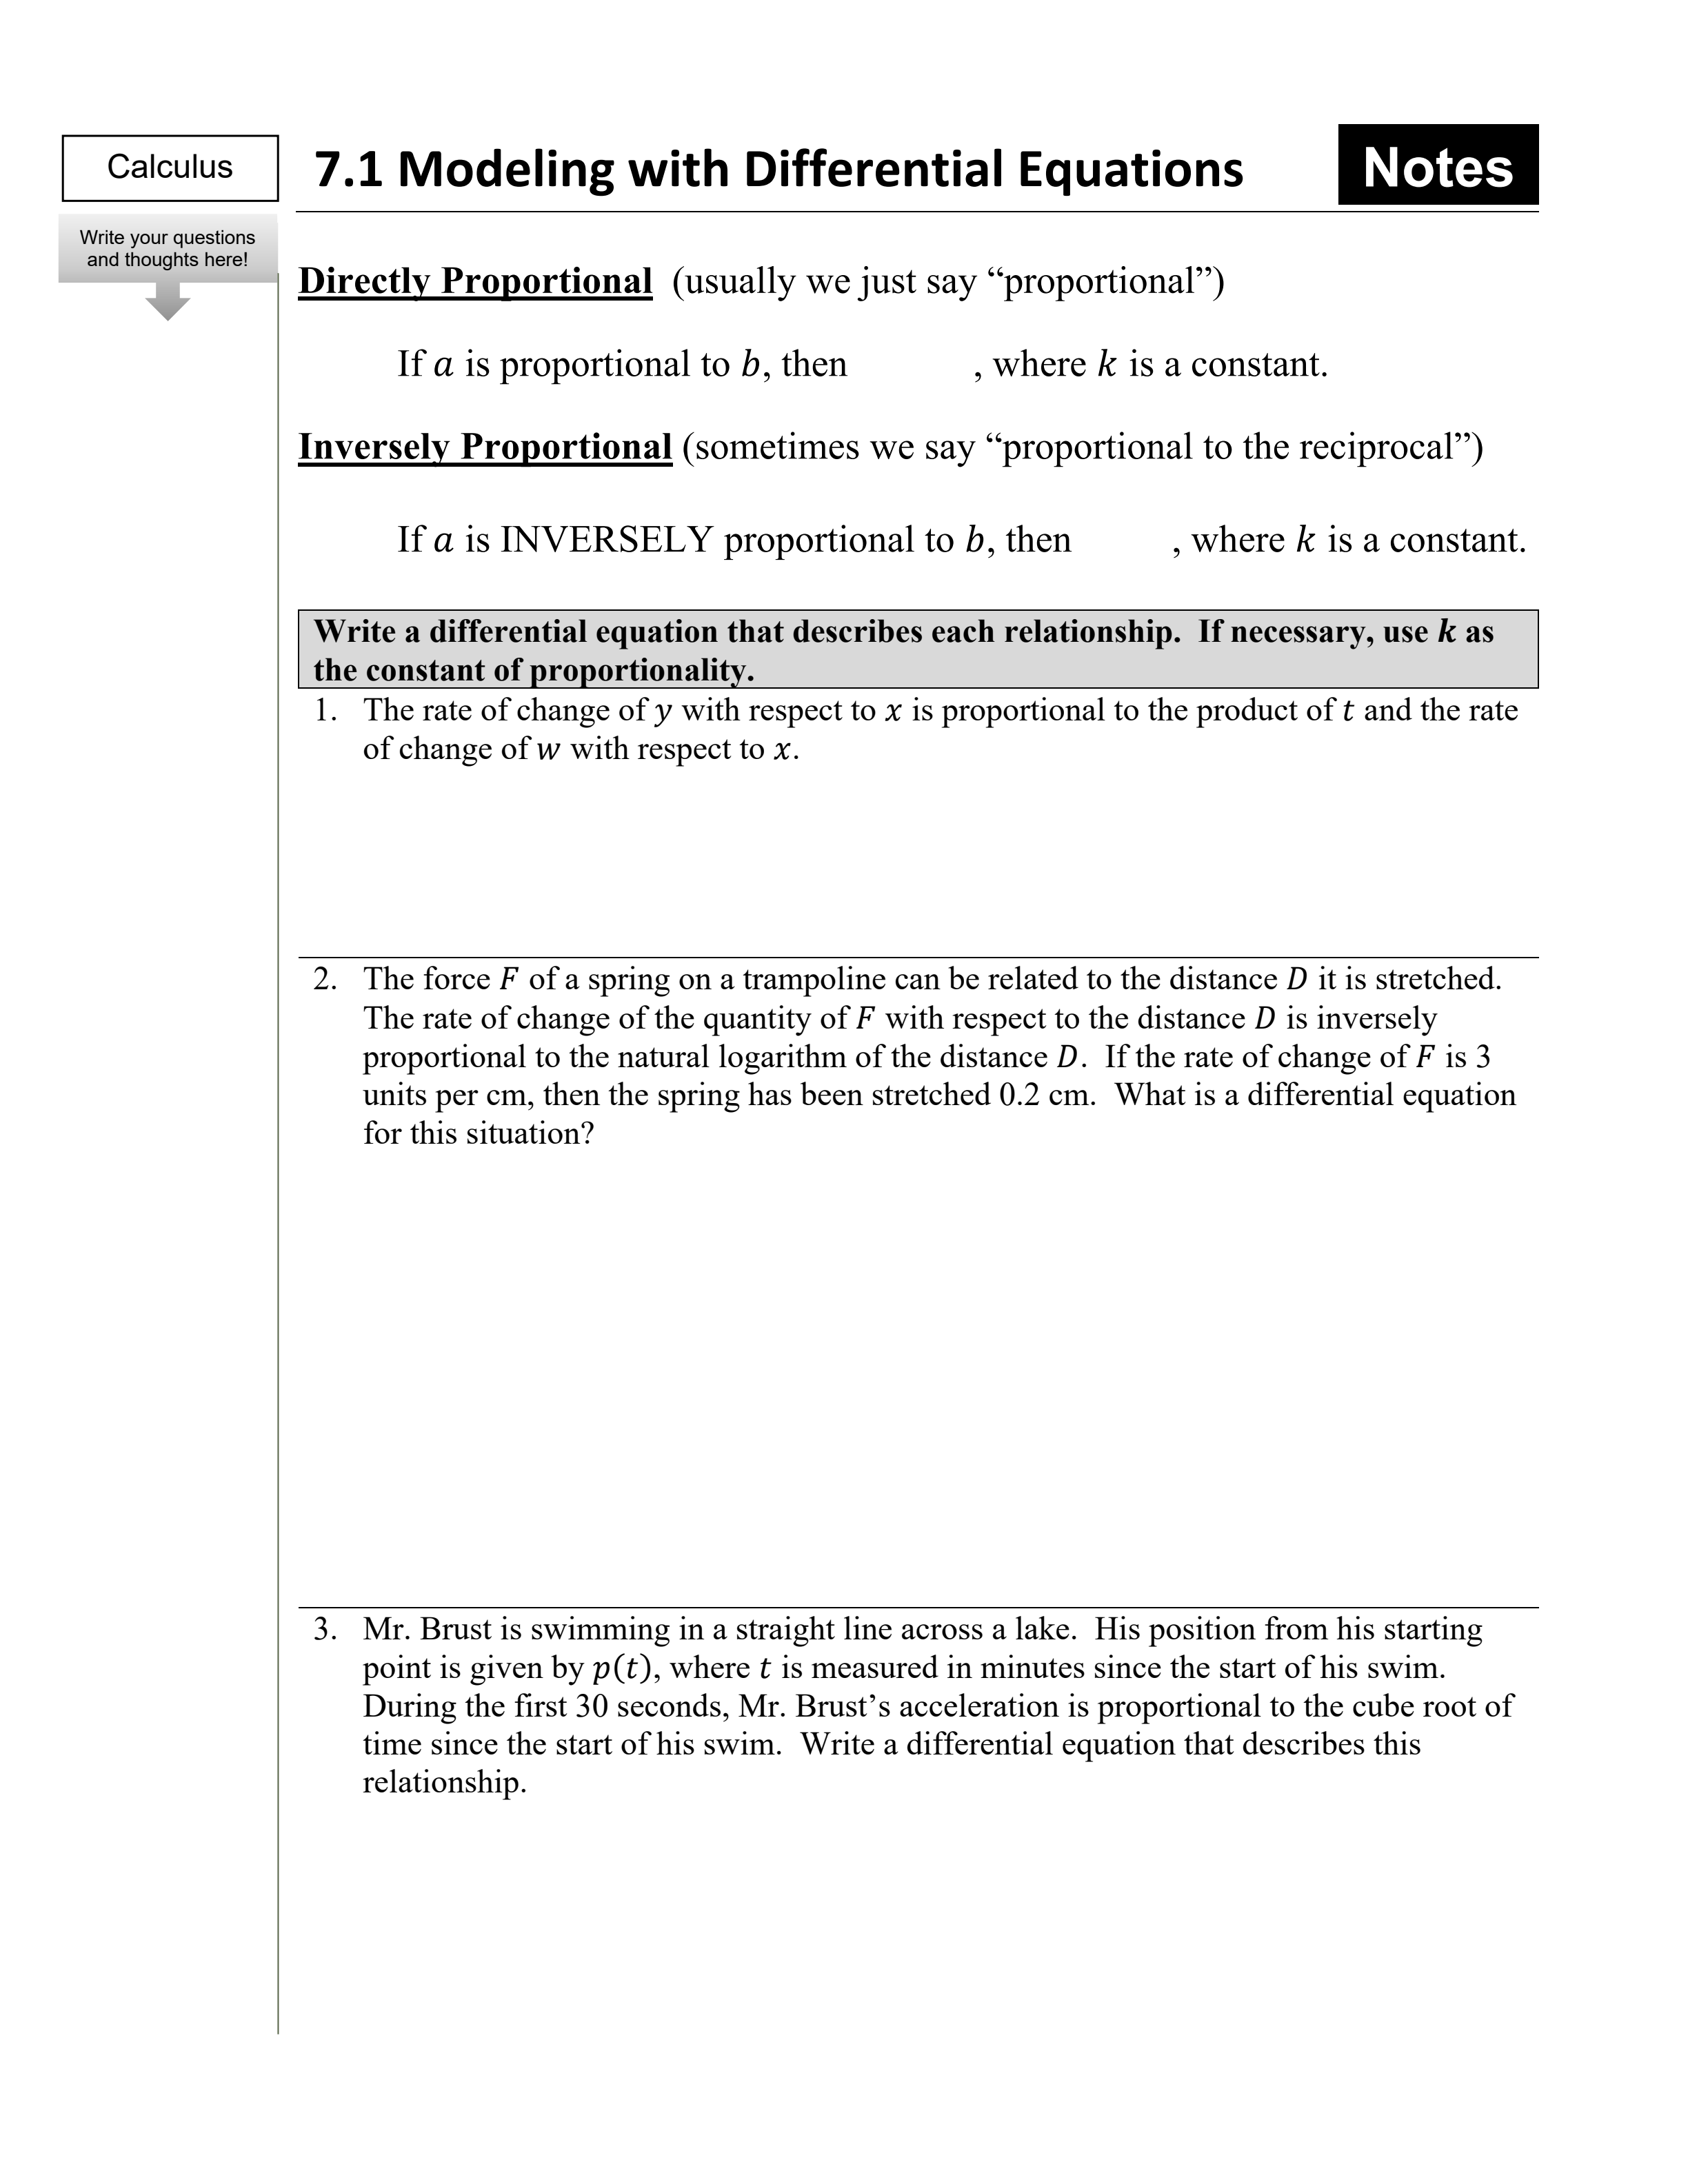 Calculus
7.1 Modeling with Differential Equations
Notes
Write your questions
and thoughts here!
Directly Proportional (usually we just say “proportional”)
If 𝑎 is proportional to 𝑏, then , where 𝑘 is a constant.
Inversely Proportional (sometimes we say “proportional to the reciprocal”)
If 𝑎 is INVERSELY proportional to 𝑏, then , where 𝑘 is a constant.
Write a differential equation that describes each relationship. If necessary, use 𝒌 as
the constant of proportionality.
1. The rate of change of 𝑦 with respect to 𝑥 is proportional to the product of 𝑡 and the rate
of change of 𝑤 with respect to 𝑥.
2. The force 𝐹 of a spring on a trampoline can be related to the distance 𝐷 it is stretched.
The rate of change of the quantity of 𝐹 with respect to the distance 𝐷 is inversely
proportional to the natural logarithm of the distance 𝐷. If the rate of change of 𝐹 is 3
units per cm, then the spring has been stretched 0.2 cm. What is a differential equation
for this situation?
3. Mr. Brust is swimming in a straight line across a lake. His position from his starting
point is given by 𝑝(𝑡), where 𝑡 is measured in minutes since the start of his swim.
During the first 30 seconds, Mr. Brust’s acceleration is proportional to the cube root of
time since the start of his swim. Write a differential equation that describes this
relationship.